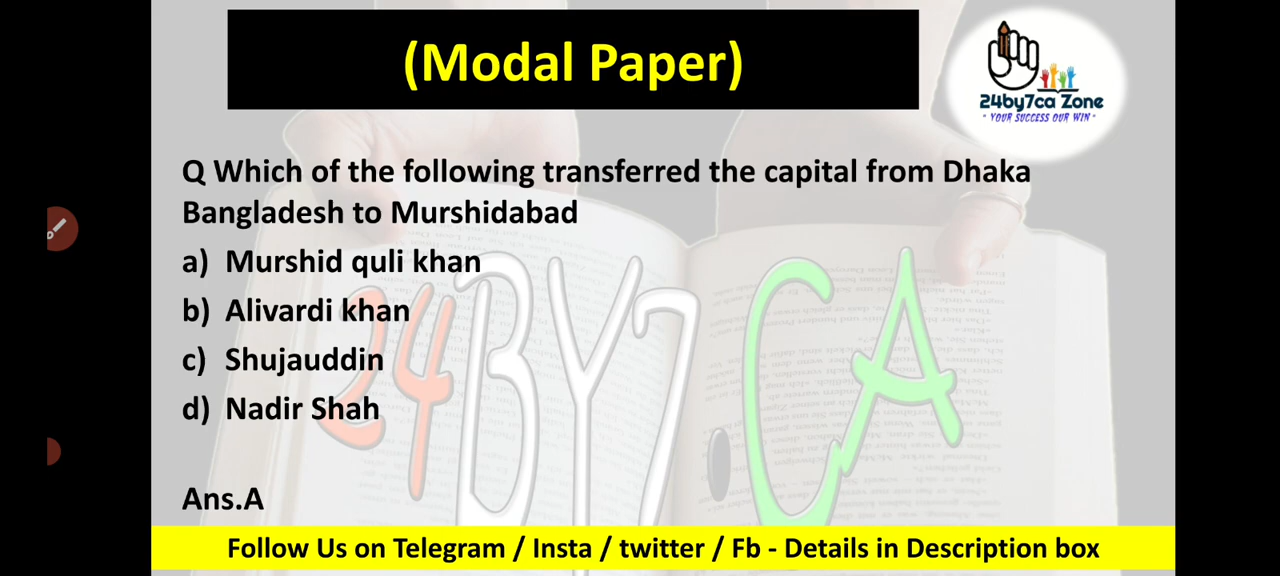 (Modal Paper)
24by7ca Zone
" YOUR SUCCESS OUR WIN "
Q Which of the following transferred the capital from Dhaka
Bangladesh to Murshidabad
a) Murshid quli khan
b) Alivardi khan
c) Shujauddin
d) Nadir Shah
24BY7.CA
Ans.A
Follow Us on Telegram / Insta / twitter / Fb - Details in Description box